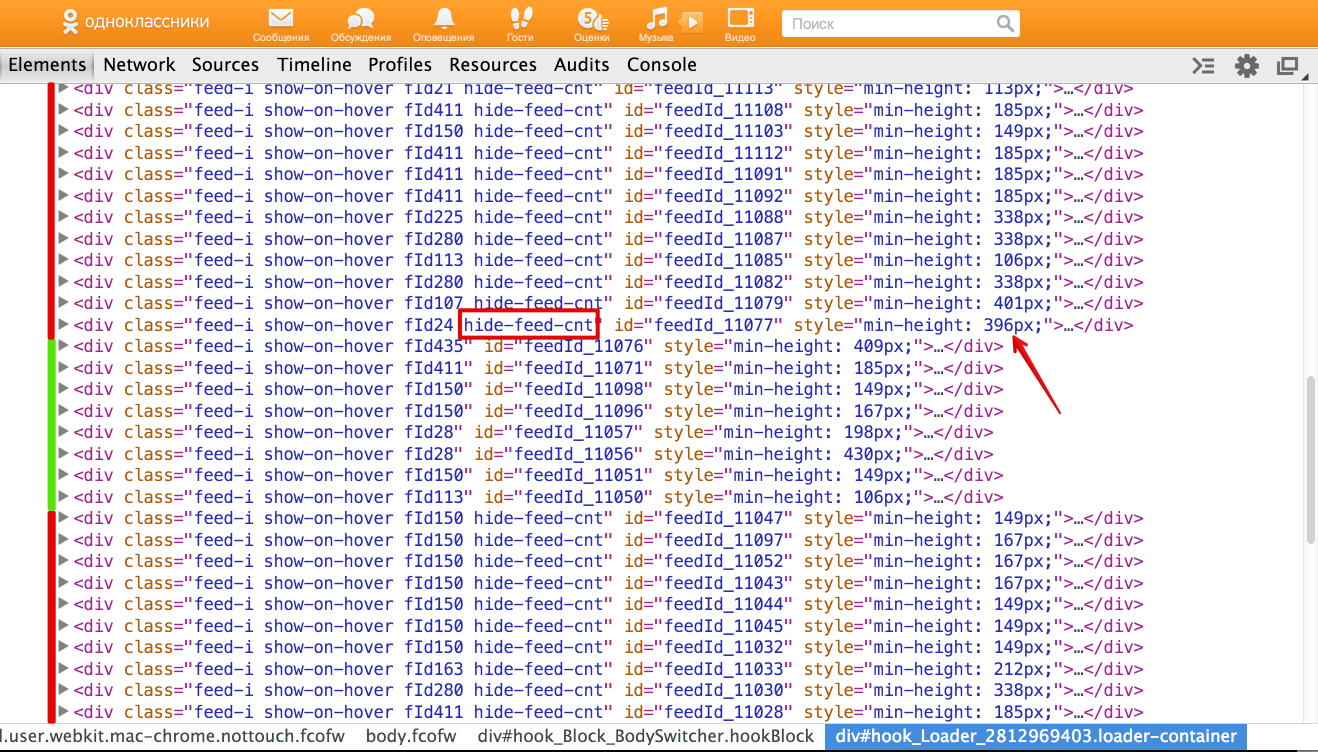 одноклассники
Сообщения Обсуждения Оповещения Гости 5+ Оценки Музыка Видео Поиск
Elements Network Sources Timeline Profiles Resources Audits Console
<div class="feed-i show-on-hover fId21 hide-feed-cnt" id="feedId_11113" style="min-height: 113px;">…</div>
<div class="feed-i show-on-hover fId411 hide-feed-cnt" id="feedId_11108" style="min-height: 185px;">…</div>
<div class="feed-i show-on-hover fId150 hide-feed-cnt" id="feedId_11103" style="min-height: 149px;">…</div>
<div class="feed-i show-on-hover fId411 hide-feed-cnt" id="feedId_11112" style="min-height: 185px;">…</div>
<div class="feed-i show-on-hover fId411 hide-feed-cnt" id="feedId_11091" style="min-height: 185px;">…</div>
<div class="feed-i show-on-hover fId411 hide-feed-cnt" id="feedId_11092" style="min-height: 185px;">…</div>
<div class="feed-i show-on-hover fId225 hide-feed-cnt" id="feedId_11088" style="min-height: 338px;">…</div>
<div class="feed-i show-on-hover fId280 hide-feed-cnt" id="feedId_11087" style="min-height: 338px;">…</div>
<div class="feed-i show-on-hover fId113 hide-feed-cnt" id="feedId_11085" style="min-height: 106px;">…</div>
<div class="feed-i show-on-hover fId280 hide-feed-cnt" id="feedId_11082" style="min-height: 338px;">…</div>
<div class="feed-i show-on-hover fId107 hide-feed-cnt" id="feedId_11079" style="min-height: 401px;">…</div>
<div class="feed-i show-on-hover fId24 hide-feed-cnt" id="feedId_11077" style="min-height: 396px;">…</div>
<div class="feed-i show-on-hover fId435" id="feedId_11076" style="min-height: 409px;">…</div>
<div class="feed-i show-on-hover fId411" id="feedId_11071" style="min-height: 185px;">…</div>
<div class="feed-i show-on-hover fId150" id="feedId_11098" style="min-height: 149px;">…</div>
<div class="feed-i show-on-hover fId150" id="feedId_11096" style="min-height: 167px;">…</div>
<div class="feed-i show-on-hover fId28" id="feedId_11057" style="min-height: 198px;">…</div>
<div class="feed-i show-on-hover fId28" id="feedId_11056" style="min-height: 430px;">…</div>
<div class="feed-i show-on-hover fId150" id="feedId_11051" style="min-height: 149px;">…</div>
<div class="feed-i show-on-hover fId113" id="feedId_11050" style="min-height: 106px;">…</div>
<div class="feed-i show-on-hover fId150 hide-feed-cnt" id="feedId_11047" style="min-height: 149px;">…</div>
<div class="feed-i show-on-hover fId150 hide-feed-cnt" id="feedId_11097" style="min-height: 167px;">…</div>
<div class="feed-i show-on-hover fId150 hide-feed-cnt" id="feedId_11052" style="min-height: 167px;">…</div>
<div class="feed-i show-on-hover fId150 hide-feed-cnt" id="feedId_11043" style="min-height: 167px;">…</div>
<div class="feed-i show-on-hover fId150 hide-feed-cnt" id="feedId_11044" style="min-height: 149px;">…</div>
<div class="feed-i show-on-hover fId150 hide-feed-cnt" id="feedId_11045" style="min-height: 149px;">…</div>
<div class="feed-i show-on-hover fId150 hide-feed-cnt" id="feedId_11032" style="min-height: 149px;">…</div>
<div class="feed-i show-on-hover fId163 hide-feed-cnt" id="feedId_11033" style="min-height: 212px;">…</div>
<div class="feed-i show-on-hover fId280 hide-feed-cnt" id="feedId_11030" style="min-height: 338px;">…</div>
<div class="feed-i show-on-hover fId411 hide-feed-cnt" id="feedId_11028" style="min-height: 185px;">…</div>
l.user.webkit.mac-chrome.nottouch.fcofw body.fcofw div#hook_Block_BodySwitcher.hookBlock div#hook_Loader_2812969403.loader-container